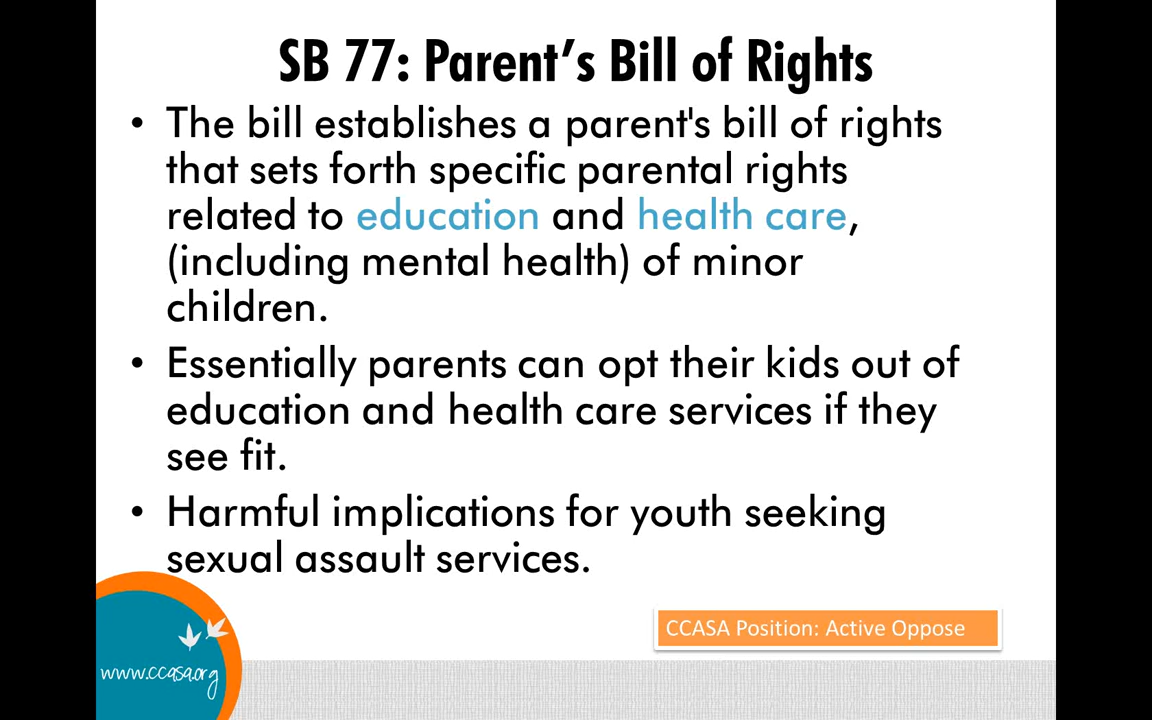 SB 77: Parent’s Bill of Rights
• The bill establishes a parent's bill of rights
that sets forth specific parental rights
related to education and health care,
(including mental health) of minor
children.
• Essentially parents can opt their kids out of
education and health care services if they
see fit.
• Harmful implications for youth seeking
sexual assault services.
CCASA Position: Active Oppose
www.ccasa.org